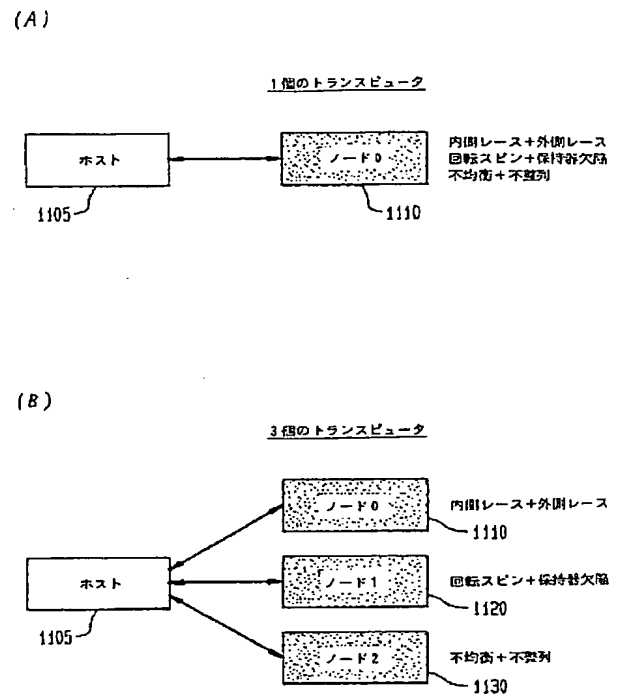 (A)
1個のトランスピュータ
ホスト
ノード0
内側レース+外側レース
回転スピン+保持器欠陥
不均衡+不整列
1105
1110
(B)
3個のトランスピュータ
ノード0
内側レース+外側レース
1110
ホスト
ノード1
回転スピン+保持器欠陥
1105
1120
ノード2
不均衡+不整列
1130